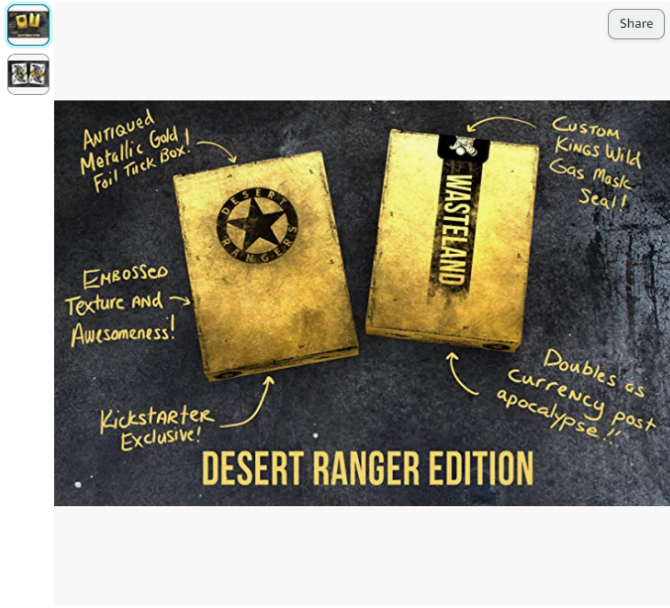 Share
Antiqued
Metallic Gold
Foil Tuck Box!
Custom
Kings Wild
Gas Mask
Seal!
DESERT
RANGERS
WASTELAND
Embossed
Texture and
Awesomeness!
Doubles as
currency post
apocalypse!!
Kickstarter
Exclusive!
DESERT RANGER EDITION